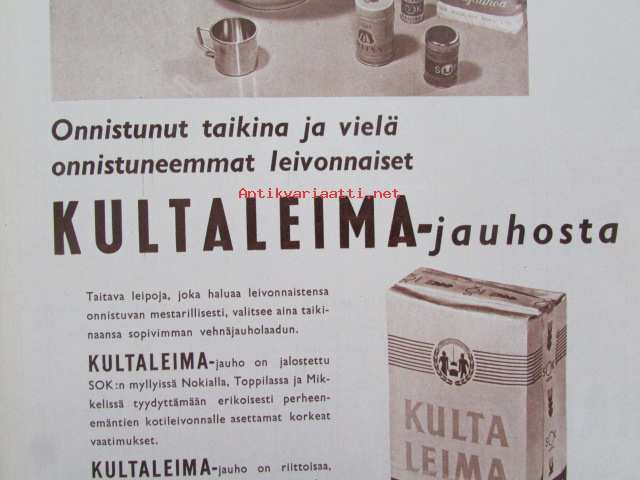 Onnistunut taikina ja vielä
onnistuneemmat leivonnaiset
Antikvariaatti.net
KULTALEIMA-jauhosta
Taitava leipoja, joka haluaa leivonnaistensa
onnistuvan mestarillisesti, valitsee aina taiki-
naansa sopivimman vehnäjauholaadun.
KULTALEIMA-jauho on jalostettu
SOK:n myllyissä Nokialla, Toppilassa ja Mik-
kelissä tyydyttämään erikoisesti perheen-
emäntien kotileivonnalle asettamat korkeat
vaatimukset.
KULTALEIMA-jauho on riittoisaa,
KULTA
LEIMA
SOK